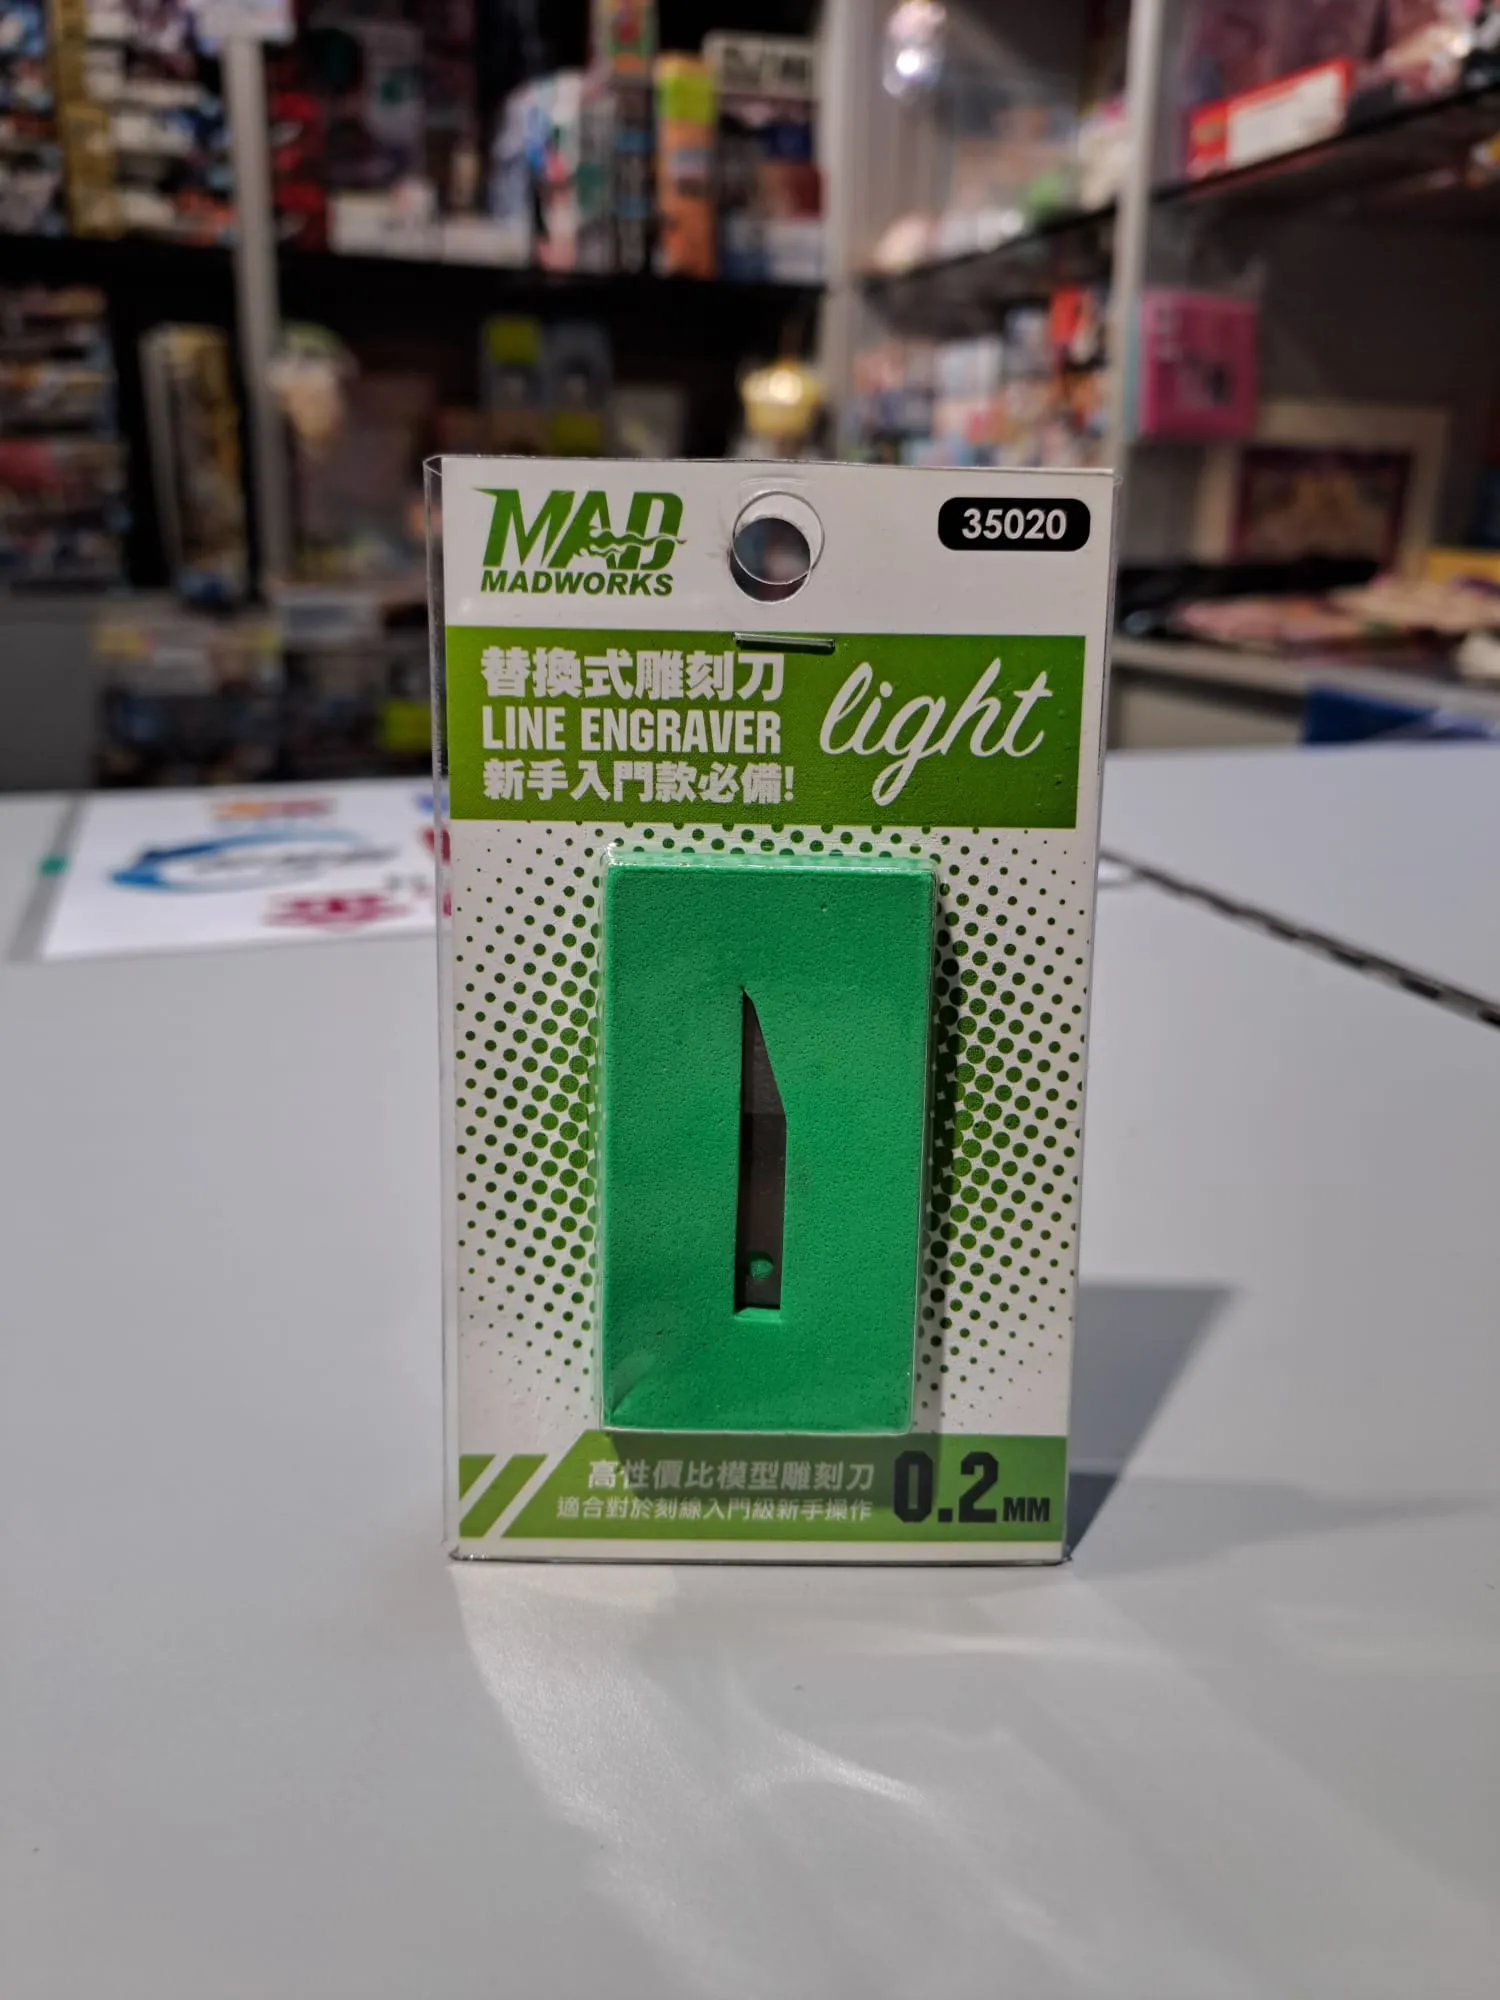 MAD
MADWORKS
35020
替換式雕刻刀
LINE ENGRAVER
新手入門款必備!
light
高性價比模型雕刻刀
適合對於刻線入門級新手操作
0.2MM